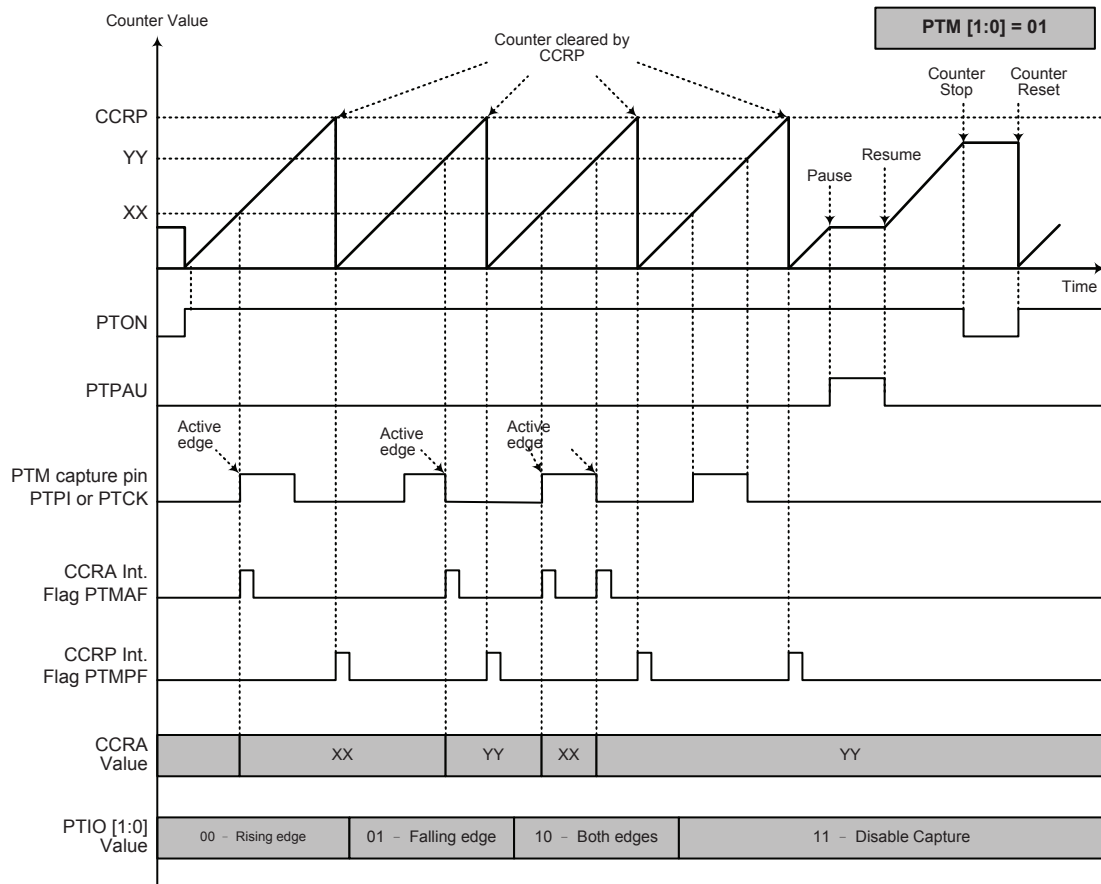 Counter Value
PTM [1:0] = 01
Counter cleared by
CCRP
Counter
Stop
Counter
Reset
CCRP
YY
XX
Pause
Resume
Time
PTON
PTPAU
Active
edge
Active
edge
Active
edge
PTM capture pin
PTPI or PTCK
CCRA Int.
Flag PTMAF
CCRP Int.
Flag PTMPF
CCRA
Value
XX
YY
XX
YY
PTIO [1:0]
Value
00 - Rising edge
01 - Falling edge
10 - Both edges
11 - Disable Capture